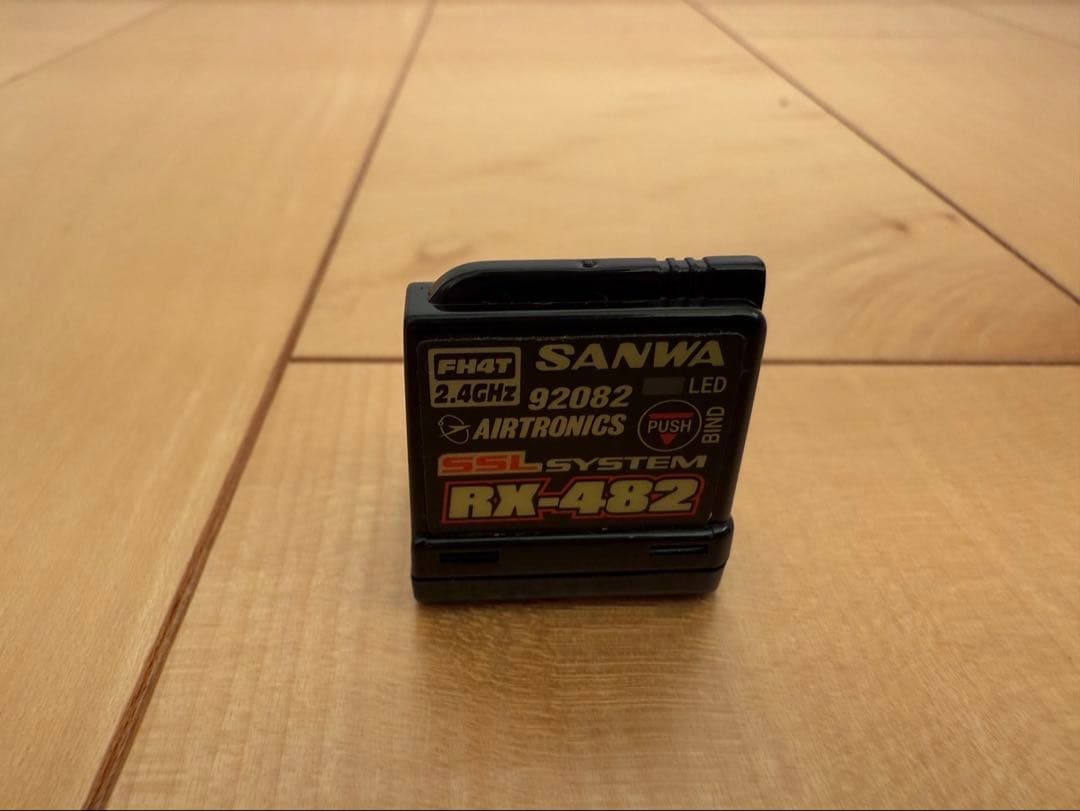 FH4T
2.4GHz
SANWA
92082
LED
AIRTRONICS
PUSH
BIND
SSL SYSTEM
RX-482